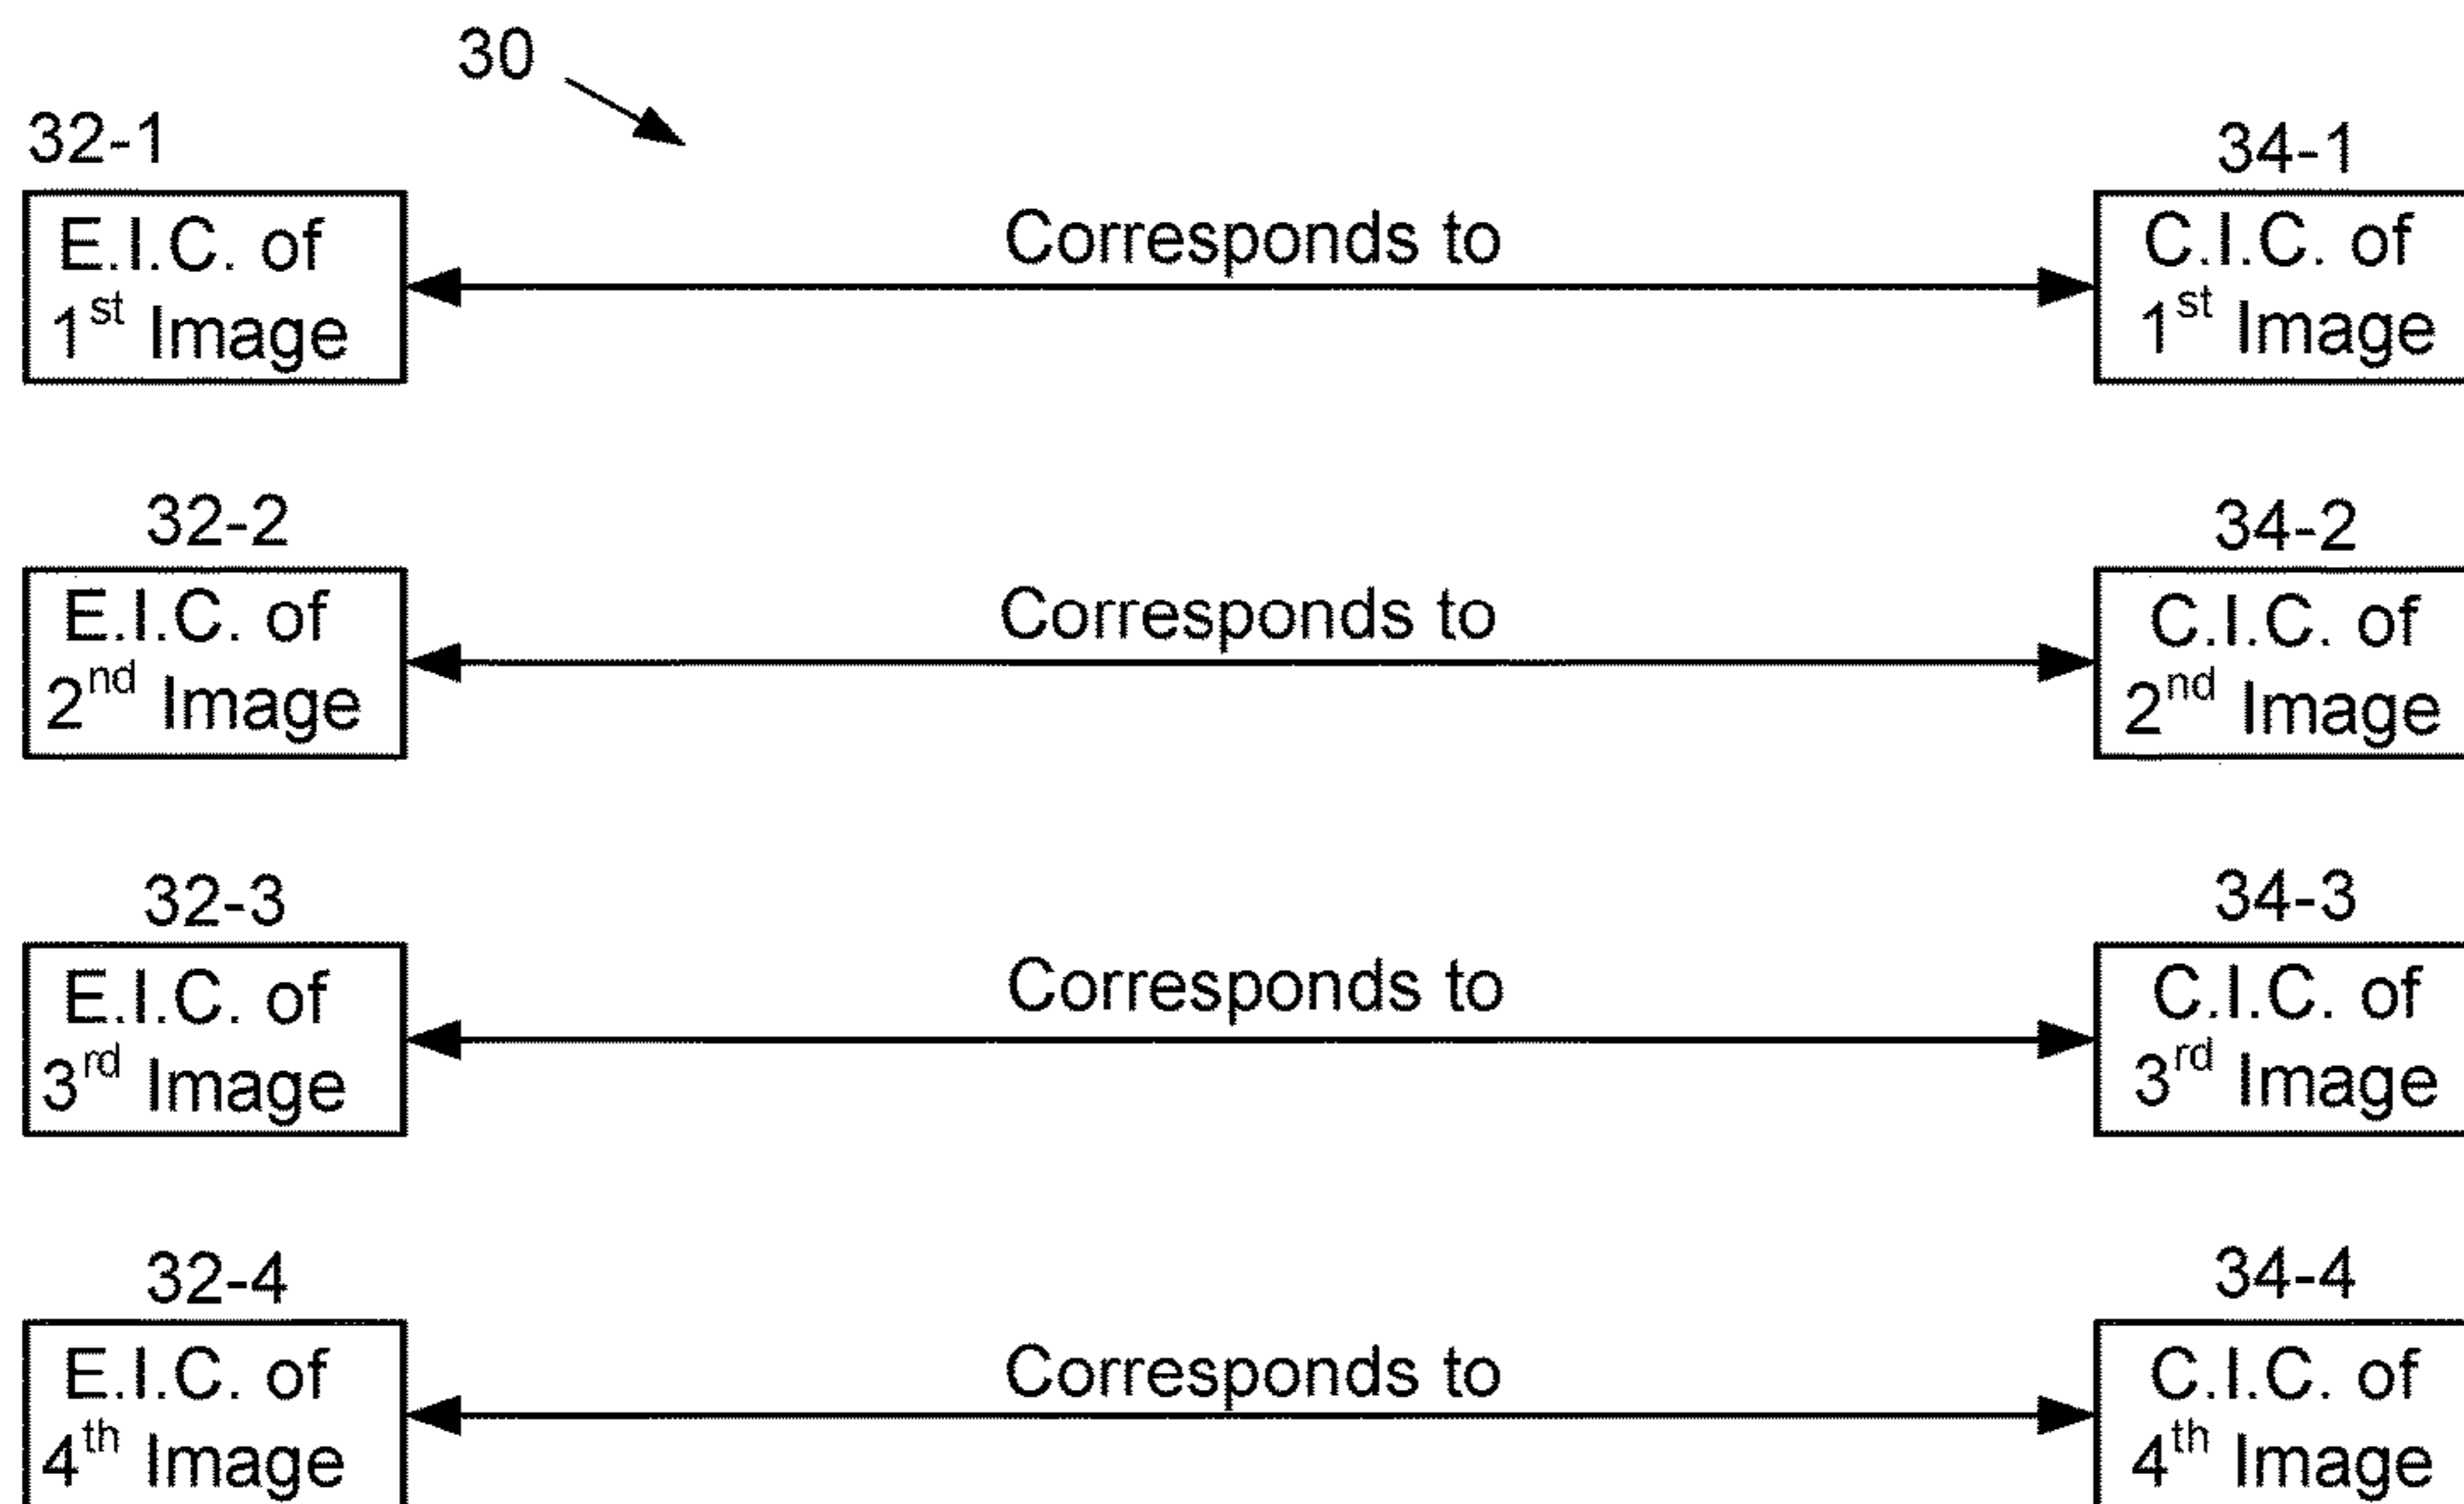 30
32-1
34-1
E.I.C. of
1st Image
Corresponds to
C.I.C. of
1st Image
32-2
34-2
E.I.C. of
2nd Image
Corresponds to
C.I.C. of
2nd Image
32-3
34-3
E.I.C. of
3rd Image
Corresponds to
C.I.C. of
3rd Image
32-4
34-4
E.I.C. of
4th Image
Corresponds to
C.I.C. of
4th Image